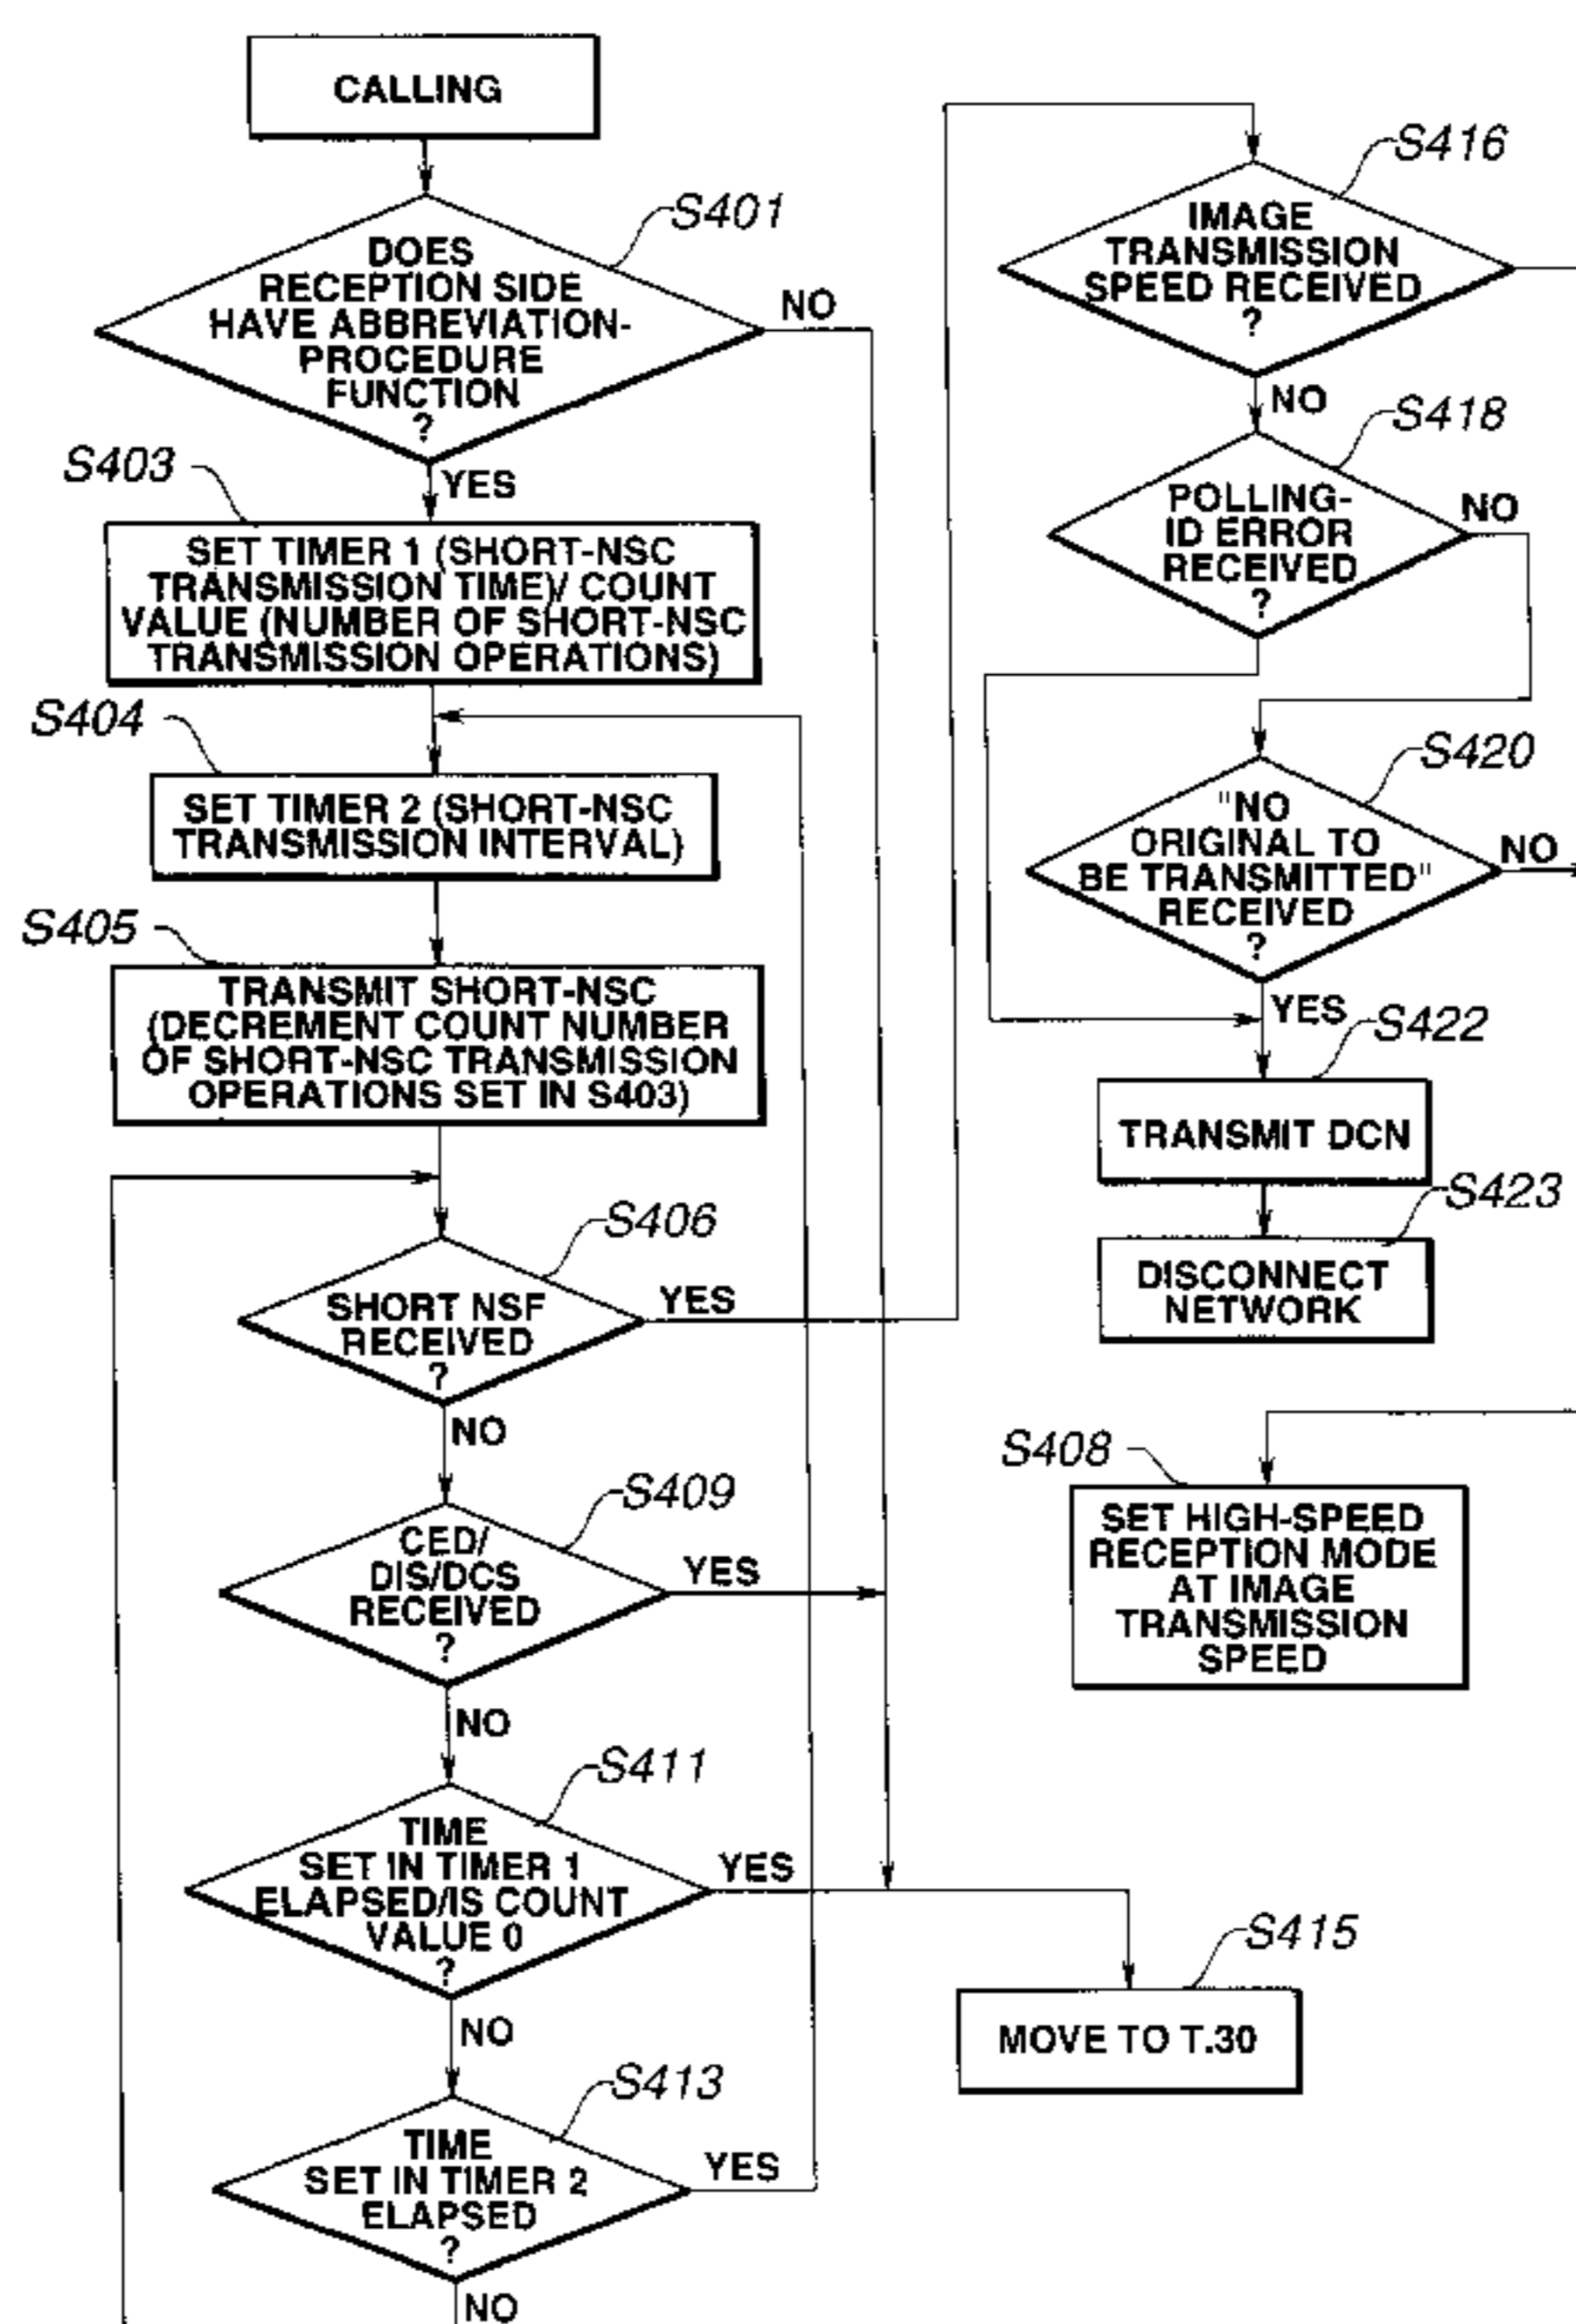 CALLING
S401
DOES
RECEPTION SIDE
HAVE ABBREVIATION-
PROCEDURE
FUNCTION
?
NO
YES
S403
SET TIMER 1 (SHORT-NSC
TRANSMISSION TIME)/ COUNT
VALUE (NUMBER OF SHORT-NSC
TRANSMISSION OPERATIONS)
S404
SET TIMER 2 (SHORT-NSC
TRANSMISSION INTERVAL)
S405
TRANSMIT SHORT-NSC
(DECREMENT COUNT NUMBER
OF SHORT-NSC TRANSMISSION
OPERATIONS SET IN S403)
S406
SHORT NSF
RECEIVED
?
YES
NO
S409
CED/
DIS/DCS
RECEIVED
?
YES
NO
S411
TIME
SET IN TIMER 1
ELAPSED/IS COUNT
VALUE 0
?
YES
NO
S413
TIME
SET IN TIMER 2
ELAPSED
?
YES
NO
S416
IMAGE
TRANSMISSION
SPEED RECEIVED
?
NO
S418
POLLING-
ID ERROR
RECEIVED
?
NO
S420
"NO
ORIGINAL TO
BE TRANSMITTED"
RECEIVED
?
NO
YES
S422
TRANSMIT DCN
S423
DISCONNECT
NETWORK
S408
SET HIGH-SPEED
RECEPTION MODE
AT IMAGE
TRANSMISSION
SPEED
S415
MOVE TO T.30